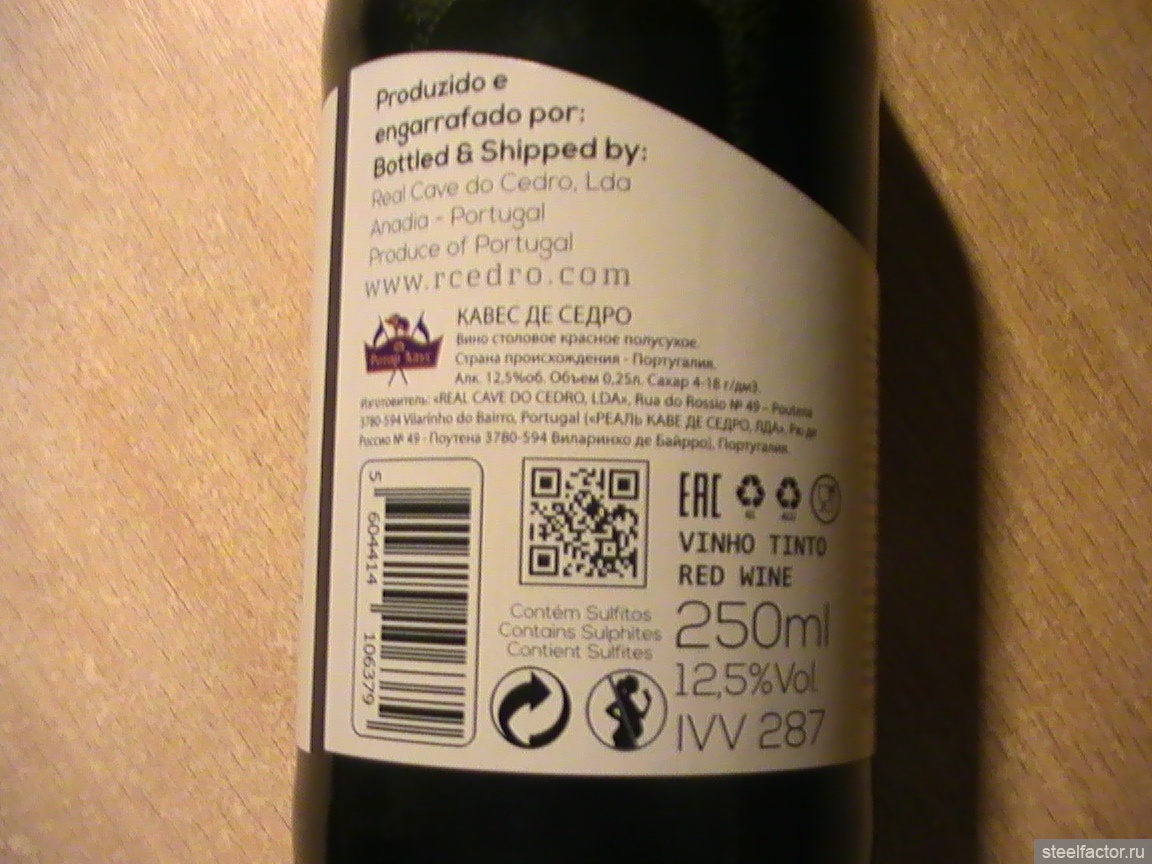 Produzido e
engarrafado por:
Bottled & Shipped by:
Real Cave do Cedro, Lda
Anadia - Portugal
Produce of Portugal
www.rcedro.com
КАВЕС ДЕ СЕДРО
Вино столовое красное полусухое.
Страна происхождения - Португалия.
Алк. 12,5%об. Объем 0,25л. Сахар 4-18 г/дм3.
Изготовитель: «REAL CAVE DO CEDRO, LDA», Rua do Rossio № 49 - Poutena
3780-594 Vilarinho do Bairro, Portugal («РЕАЛЬ КАВЕ ДЕ СЕДРО, ЛДА», Руа до
Россио № 49 - Поутена 3780-594 Виларинхо де Байрро), Португалия.
5 604414 106379
EAC
VINHO TINTO
RED WINE
250ml
12,5%Vol
IVV 287
Contém Sulfitos
Contains Sulphites
Contient Sulfites
steelfactor.ru